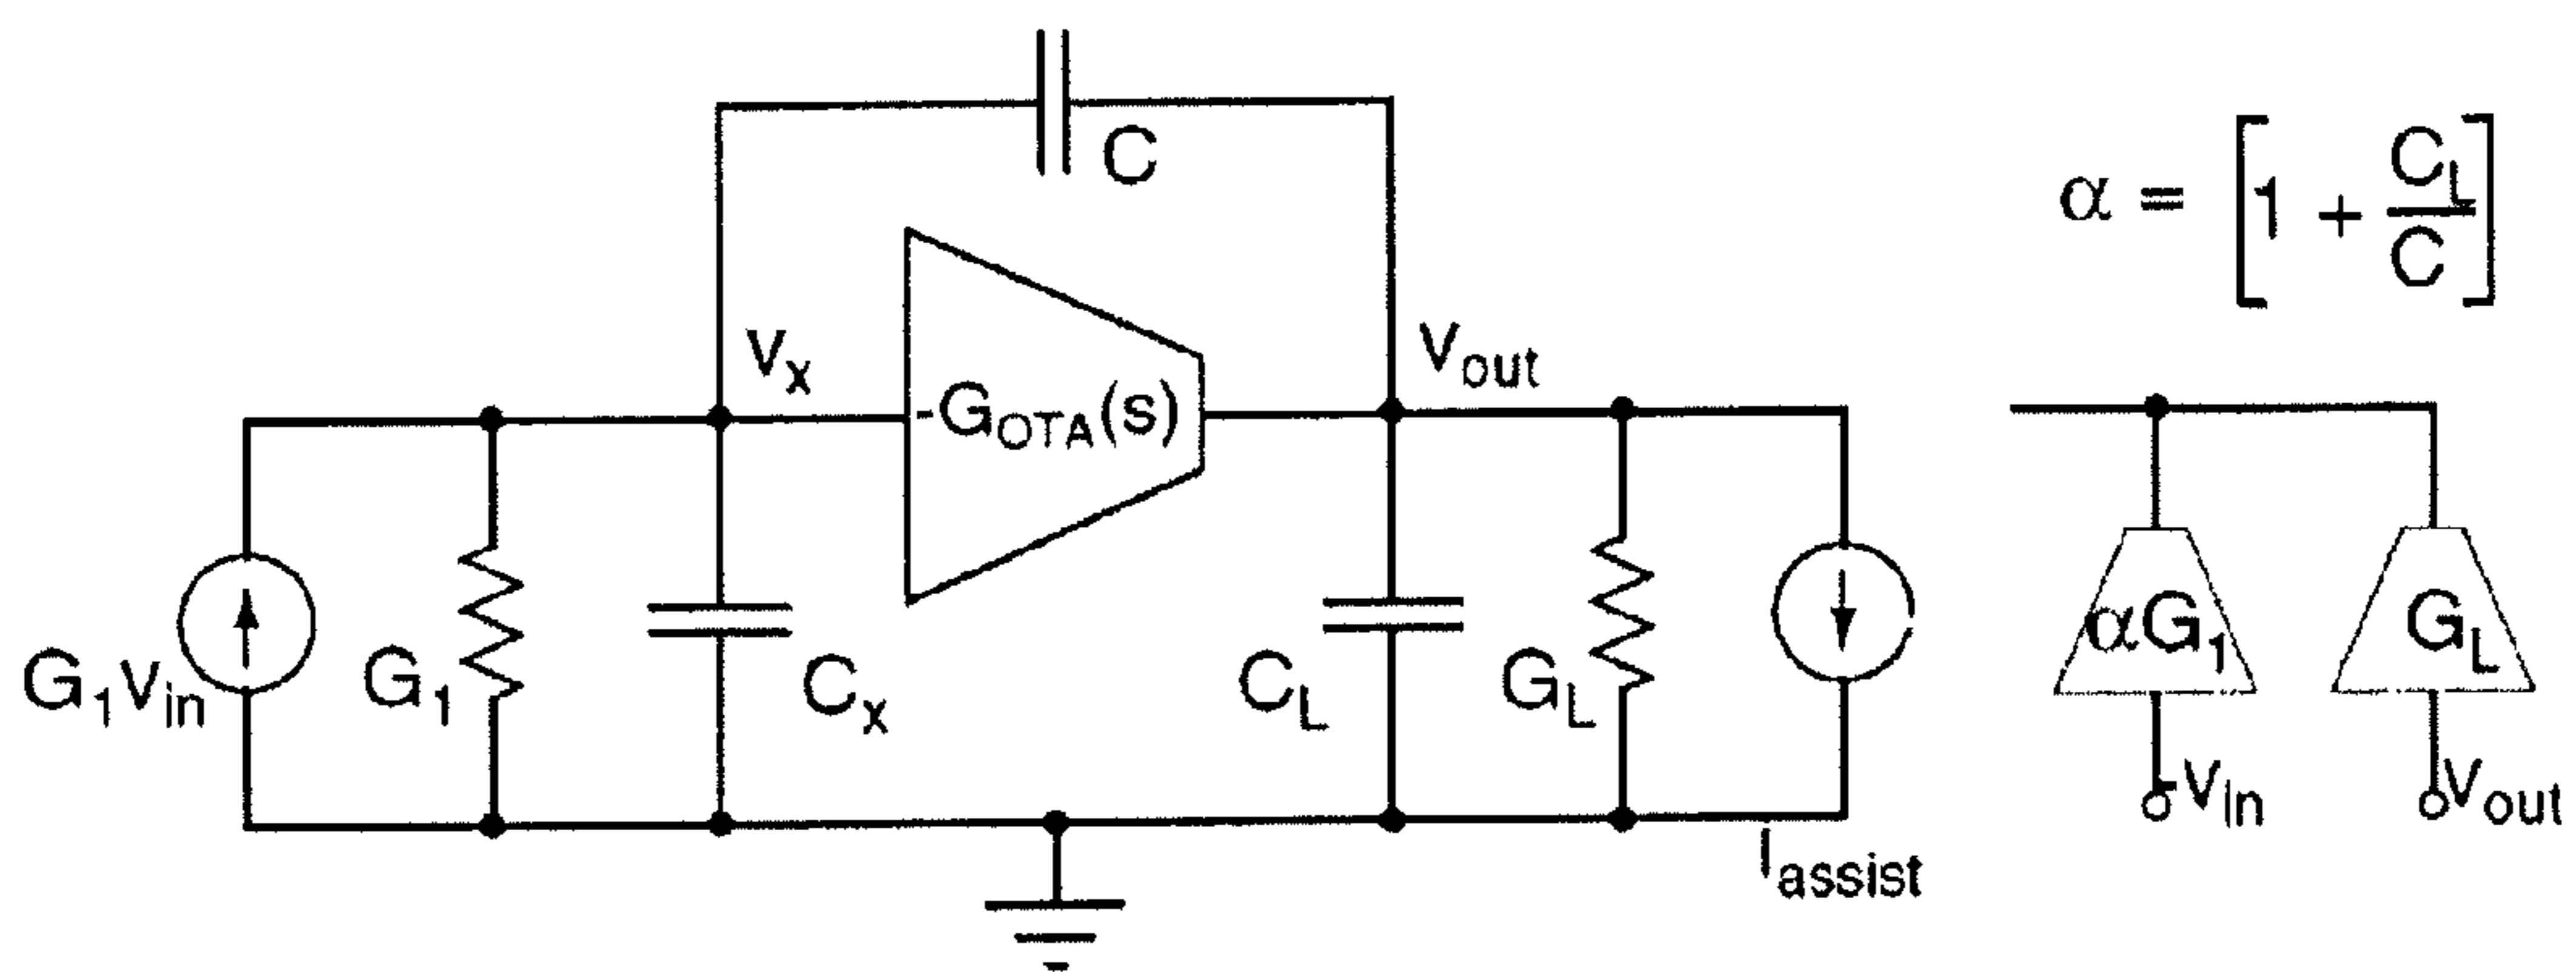 C
α = [1 + C_L/C]
v_x
-G_OTA(s)
v_out
G_1v_in
G_1
C_x
C_L
G_L
i_assist
αG_1
G_L
-v_in
v_out